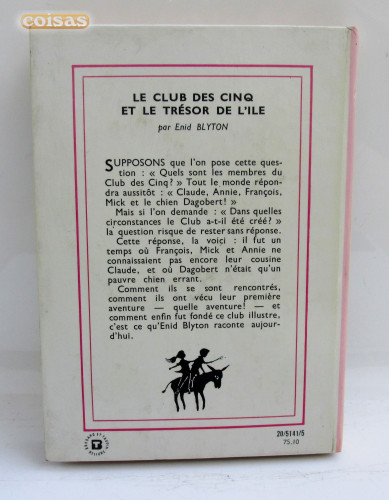 coisas
LE CLUB DES CINQ
ET LE TRÉSOR DE L'ILE
par Enid BLYTON
SUPPOSONS que l'on pose cette ques-
tion : « Quels sont les membres du
Club des Cinq? » Tout le monde répon-
dra aussitôt : « Claude, Annie, François,
Mick et le chien Dagobert! »
Mais si l'on demande : « Dans quelles
circonstances le Club a-t-il été créé? »
la question risque de rester sans réponse.
Cette réponse, la voici : il fut un
temps où François, Mick et Annie ne
connaissaient pas encore leur cousine
Claude, et où Dagobert n'était qu'un
pauvre chien errant.
Comment ils se sont rencontrés,
comment ils ont vécu leur première
aventure — quelle aventure! — et
comment enfin fut fondé ce club illustre,
c'est ce qu'Enid Blyton raconte aujour-
d'hui.
20/5141/5
75.10